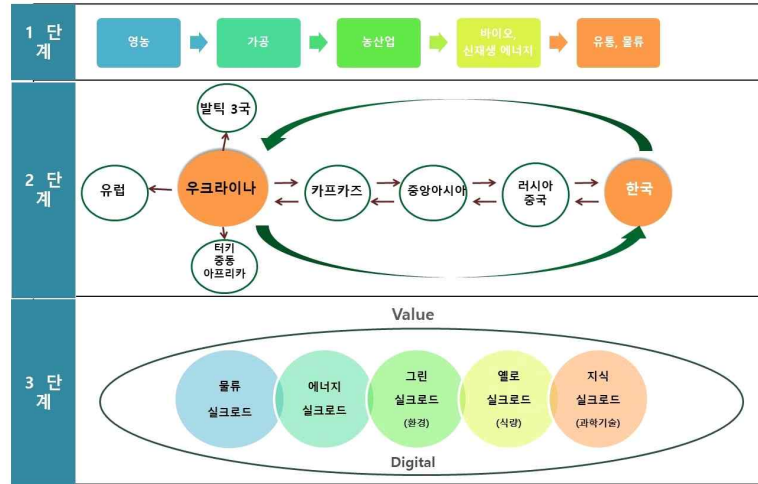 1 단
계
영농
가공
농산업
바이오,
신재생 에너지
유통, 물류
2 단
계
발틱 3국
유럽
우크라이나
카프카즈
중앙아시아
러시아
중국
한국
터키
중동
아프리카
3 단
계
Value
물류
실크로드
에너지
실크로드
그린
실크로드
(환경)
옐로
실크로드
(식량)
지식
실크로드
(과학기술)
Digital